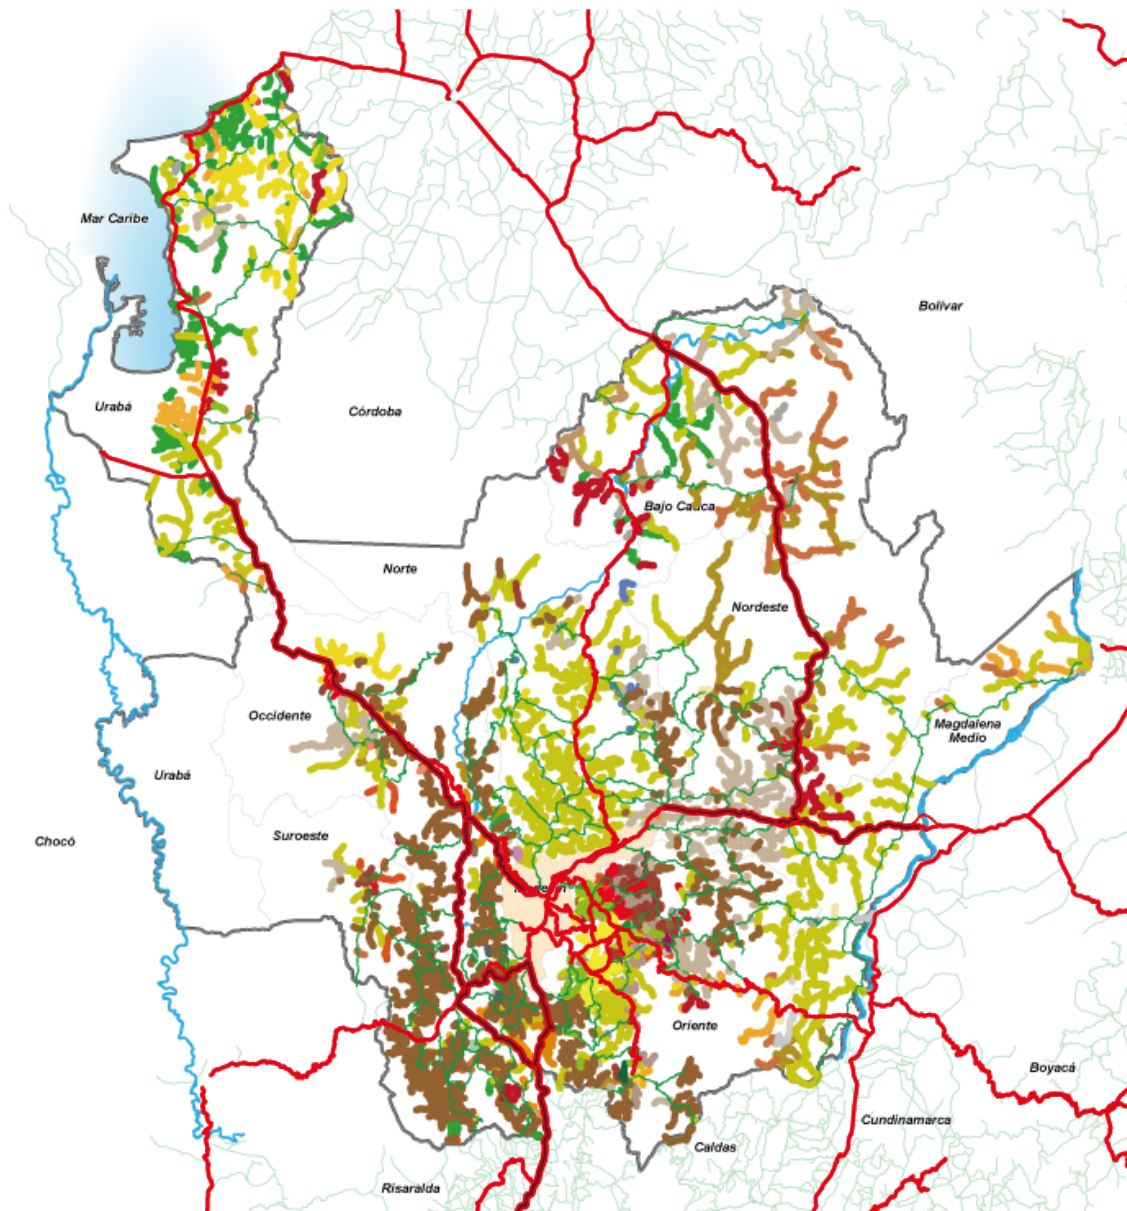 Mar Caribe
Bolívar
Urabá
Córdoba
Bajo Cauca
Norte
Nordeste
Occidente
Magdalena
Medio
Urabá
Suroeste
Chocó
Oriente
Boyacá
Cundinamarca
Caldas
Risaralda